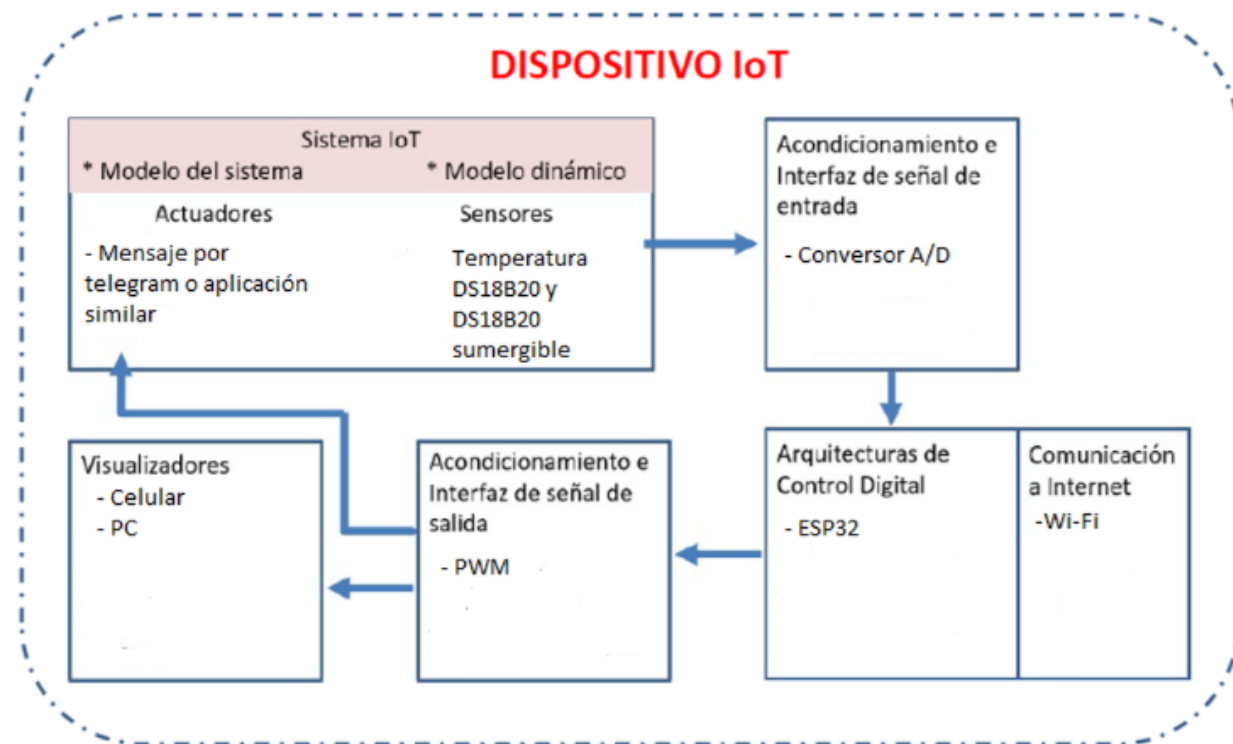 DISPOSITIVO IoT
Sistema IoT
* Modelo del sistema
* Modelo dinámico
Actuadores
- Mensaje por
telegram o aplicación
similar
Sensores
Temperatura
DS18B20 y
DS18B20
sumergible
Acondicionamiento e
Interfaz de señal de
entrada
- Conversor A/D
Visualizadores
- Celular
- PC
Acondicionamiento e
Interfaz de señal de
salida
- PWM
Arquitecturas de
Control Digital
- ESP32
Comunicación
a Internet
-Wi-Fi